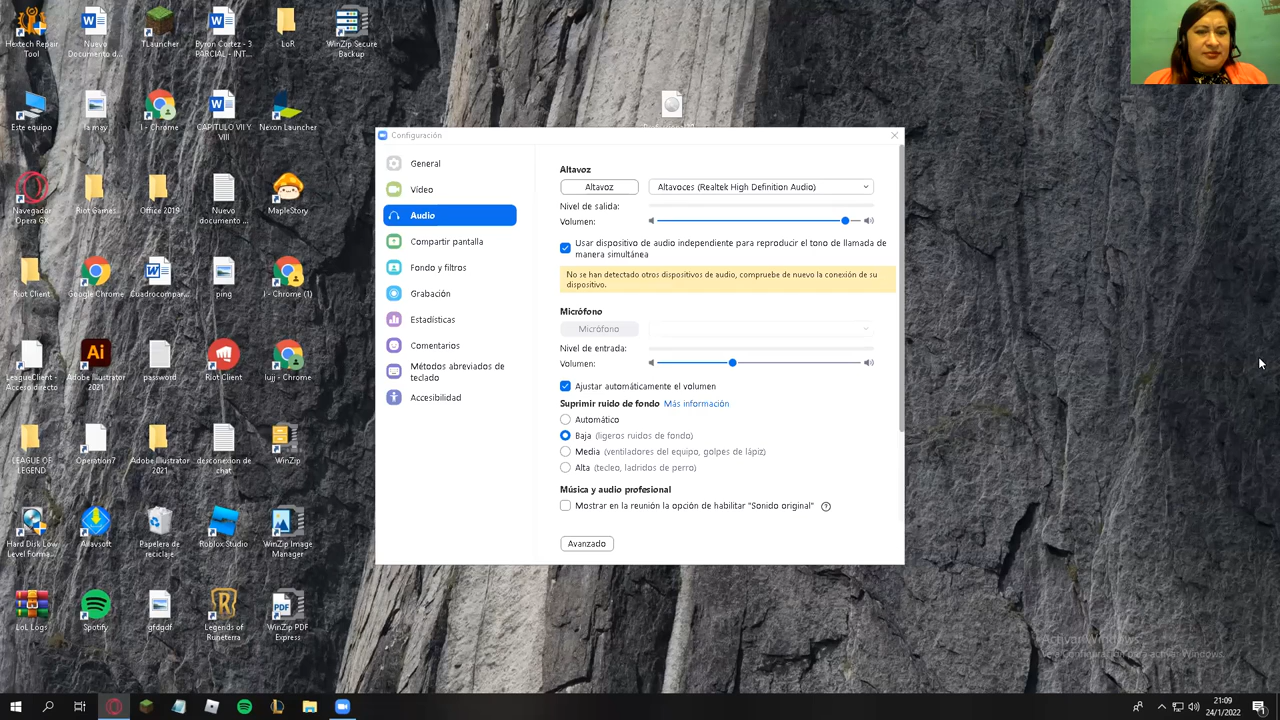 Hextech Repair
Tool
Nuevo
Documento d...
TLauncher
Byron Cortez - 3
PARCIAL - INT...
LoR
WinZip Secure
Backup
Este equipo
la may
I - Chrome
CAPITULO VII Y
VIII
Nexon Launcher
Navegador
Opera GX
Riot Games
Office 2019
Nuevo
documento ...
MapleStory
Riot Client
Google Chrome
Cuadrocompar...
ping
I - Chrome (1)
LeagueClient -
Acceso directo
Adobe Illustrator
2021
password
Riot Client
lujj - Chrome
LEAGUE OF
LEGEND
Operation7
Adobe Illustrator
2021
desconexion de
chat
WinZip
Hard Disk Low
Level Forma...
Allavsoft
Papelera de
reciclaje
Roblox Studio
WinZip Image
Manager
LoL Logs
Spotify
gfdgdf
Legends of
Runeterra
WinZip PDF
Express
Configuración
General
Vídeo
Audio
Compartir pantalla
Fondo y filtros
Grabación
Estadísticas
Comentarios
Métodos abreviados de
teclado
Accesibilidad
Altavoz
Altavoz
Altavoces (Realtek High Definition Audio)
Nivel de salida:
Volumen:
Usar dispositivo de audio independiente para reproducir el tono de llamada de
manera simultánea
No se han detectado otros dispositivos de audio, compruebe de nuevo la conexión de su
dispositivo.
Micrófono
Micrófono
Nivel de entrada:
Volumen:
Ajustar automáticamente el volumen
Suprimir ruido de fondo Más información
Automático
Baja (ligeros ruidos de fondo)
Media (ventiladores del equipo, golpes de lápiz)
Alta (tecleo, ladridos de perro)
Música y audio profesional
Mostrar en la reunión la opción de habilitar "Sonido original"
Avanzado
Activar Windows
Ve a Configuración para activar Windows.
21:09
24/1/2022